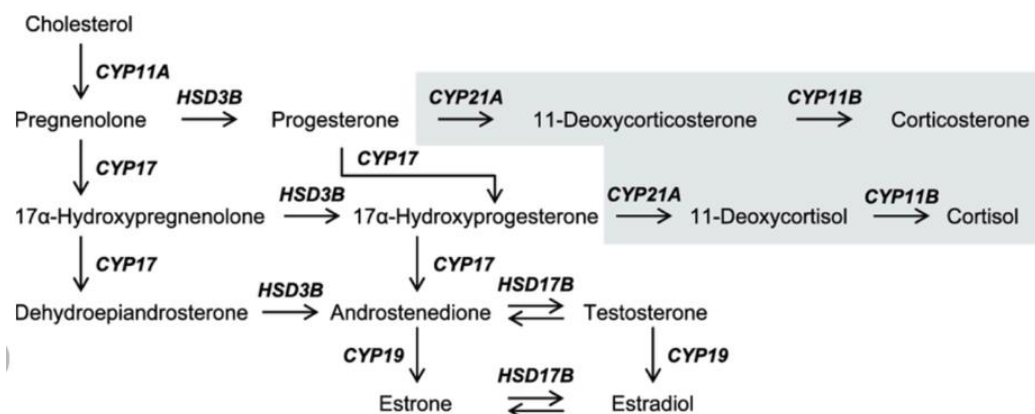 Cholesterol
CYP11A
HSD3B
CYP21A
CYP11B
Pregnenolone
Progesterone
11-Deoxycorticosterone
Corticosterone
CYP17
CYP17
HSD3B
CYP21A
CYP11B
17α-Hydroxypregnenolone
17α-Hydroxyprogesterone
11-Deoxycortisol
Cortisol
CYP17
CYP17
HSD3B
HSD17B
Dehydroepiandrosterone
Androstenedione
Testosterone
CYP19
CYP19
HSD17B
Estrone
Estradiol